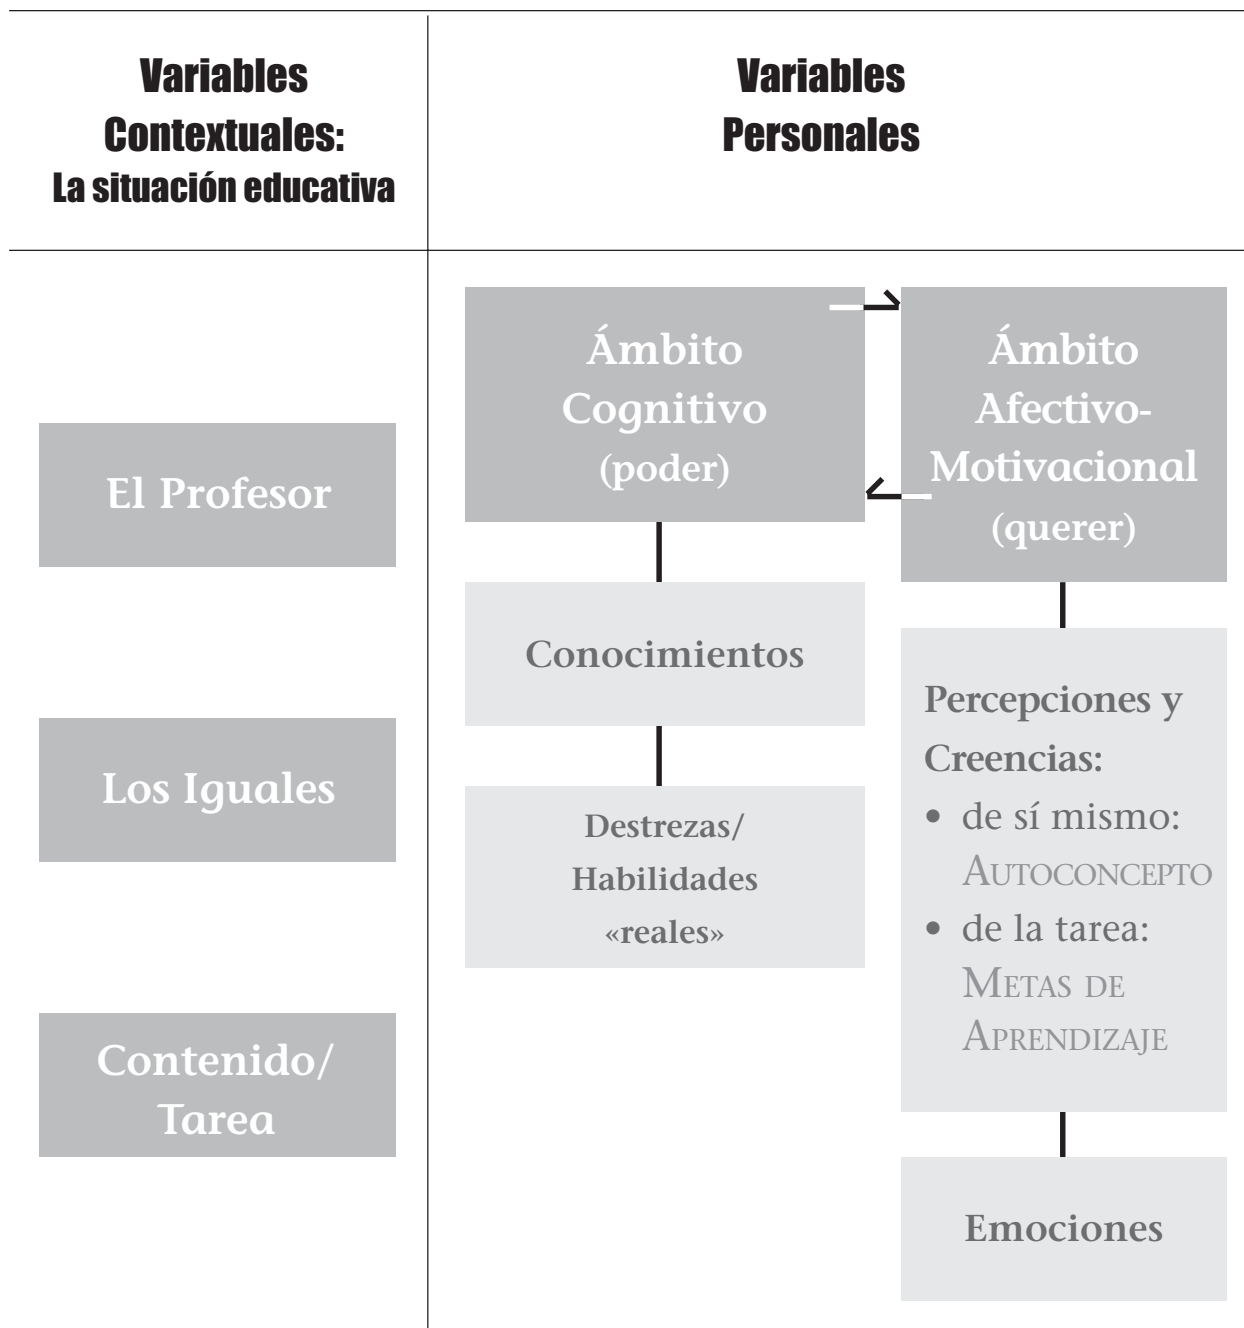 Variables
Contextuales:
La situación educativa
Variables
Personales
El Profesor
Los Iguales
Contenido/
Tarea
Ámbito
Cognitivo
(poder)
Conocimientos
Destrezas/
Habilidades
«reales»
Ámbito
Afectivo-
Motivacional
(querer)
Percepciones y
Creencias:
• de sí mismo:
AUTOCONCEPTO
• de la tarea:
METAS DE
APRENDIZAJE
Emociones